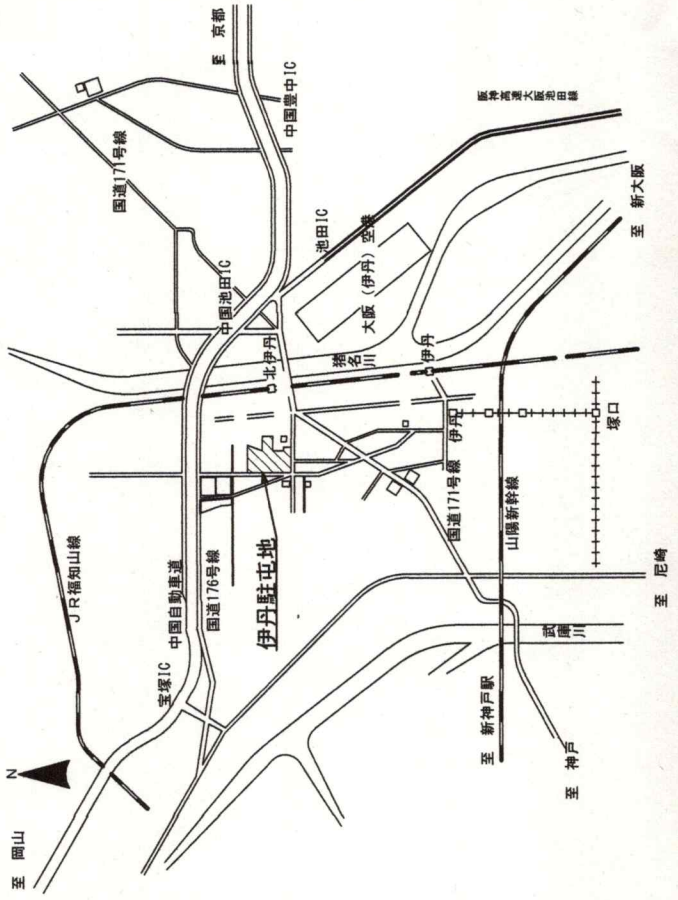 N
至 岡山
至 京都
国道171号線
中国豊中IC
阪神高速大阪池田線
JR福知山線
中国池田IC
池田IC
大阪（伊丹）空港
宝塚IC
中国自動車道
国道176号線
北伊丹
猪名川
伊丹駐屯地
伊丹
伊丹
国道171号線
山陽新幹線
至 新大阪
塚口
武庫川
至 新神戸駅
至 神戸
至 尼崎